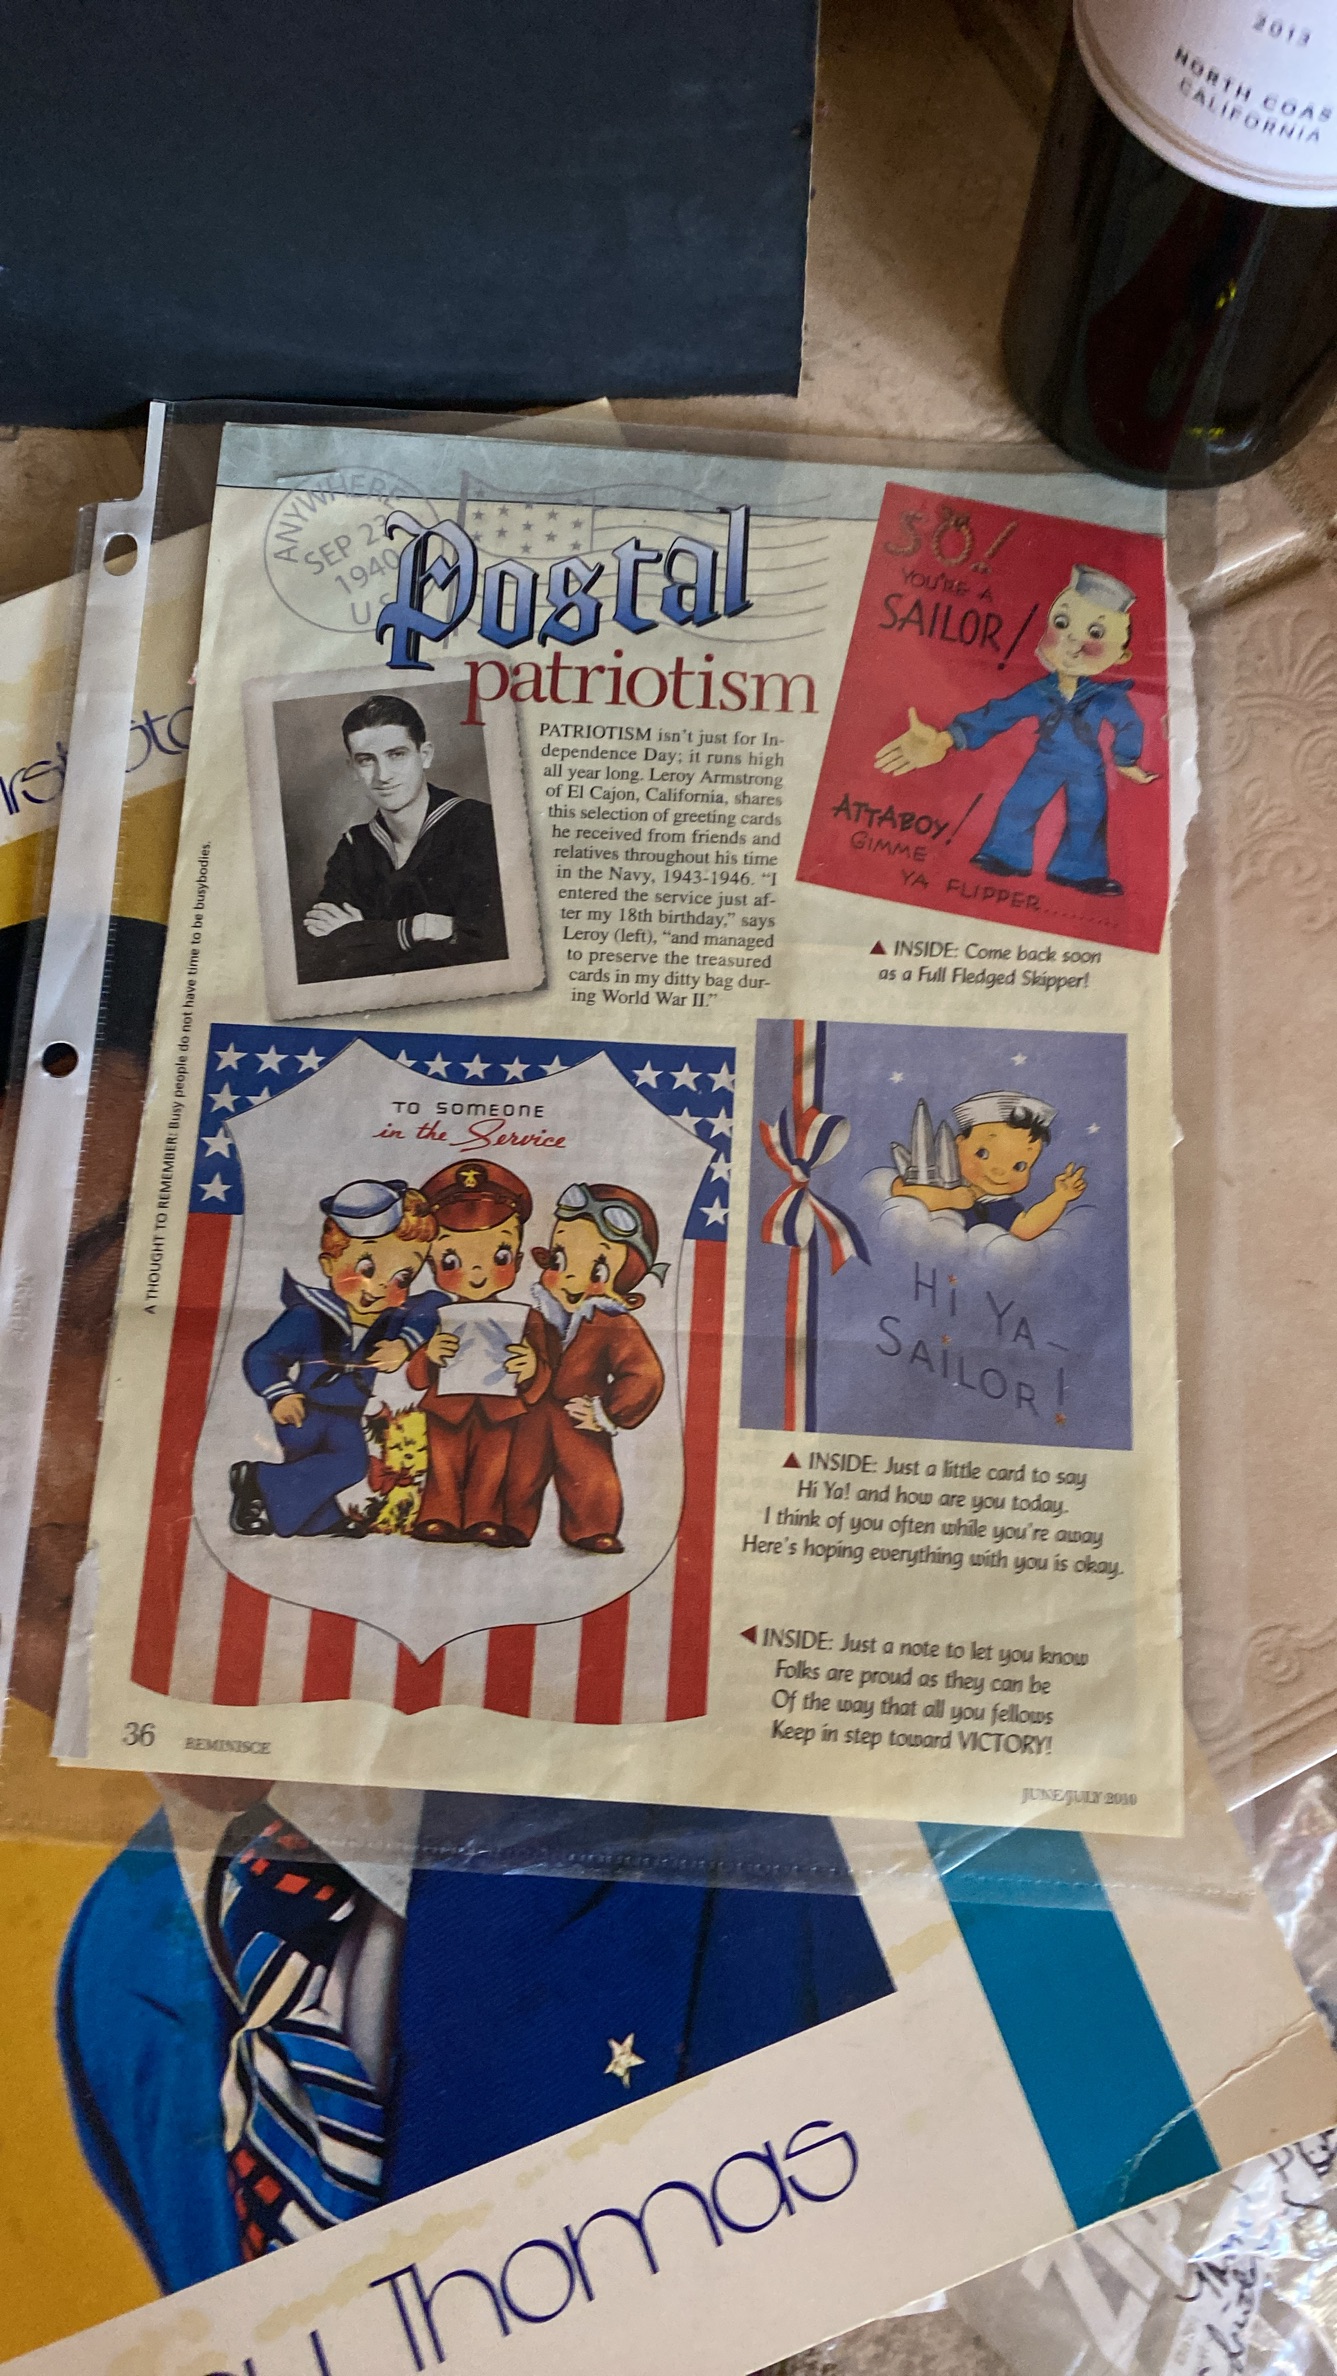 2013
NORTH COAS
CALIFORNIA
ANYWHERE
SEP 23
1940
U.S.
Postal
patriotism
PATRIOTISM isn't just for In-
dependence Day; it runs high
all year long. Leroy Armstrong
of El Cajon, California, shares
this selection of greeting cards
he received from friends and
relatives throughout his time
in the Navy, 1943-1946. "I
entered the service just af-
ter my 18th birthday," says
Leroy (left), "and managed
to preserve the treasured
cards in my ditty bag dur-
ing World War II."
SO!
YOU'RE A
SAILOR!
ATTABOY!
GIMME
YA FLIPPER..........
▲ INSIDE: Come back soon
as a Full Fledged Skipper!
A THOUGHT TO REMEMBER: Busy people do not have time to be busybodies.
TO SOMEONE
in the Service
Hi YA-
SAILOR!
▲ INSIDE: Just a little card to say
Hi Ya! and how are you today.
I think of you often while you're away
Here's hoping everything with you is okay.
◀ INSIDE: Just a note to let you know
Folks are proud as they can be
Of the way that all you fellows
Keep in step toward VICTORY!
36 REMINISCE
JUNE/JULY 2010
Thomas